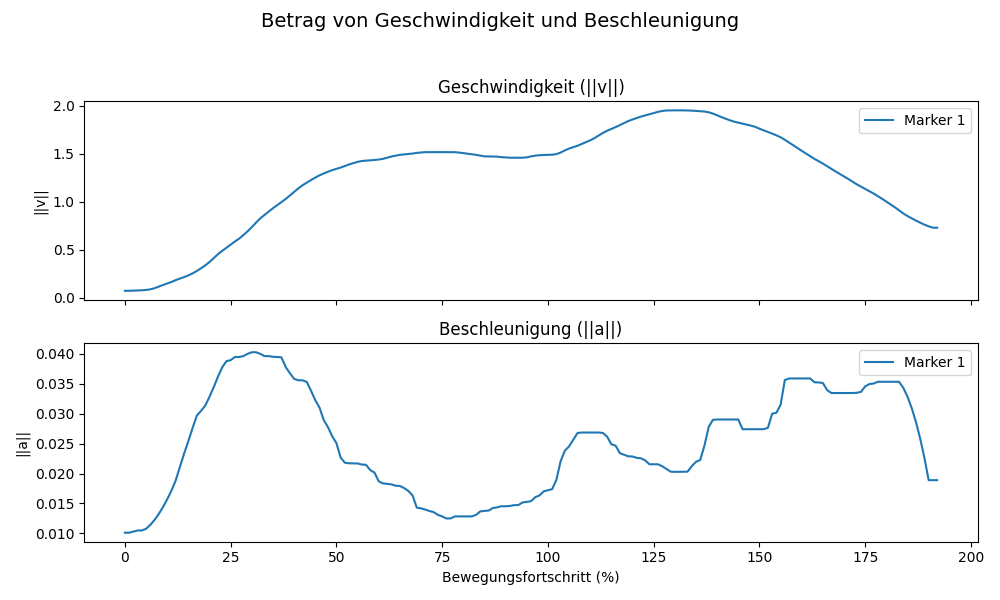 Betrag von Geschwindigkeit und Beschleunigung
Geschwindigkeit (||v||)
2.0
1.5
1.0
0.5
0.0
||v||
Marker 1
Beschleunigung (||a||)
0.040
0.035
0.030
0.025
0.020
0.015
0.010
||a||
Marker 1
0 25 50 75 100 125 150 175 200
Bewegungsfortschritt (%)